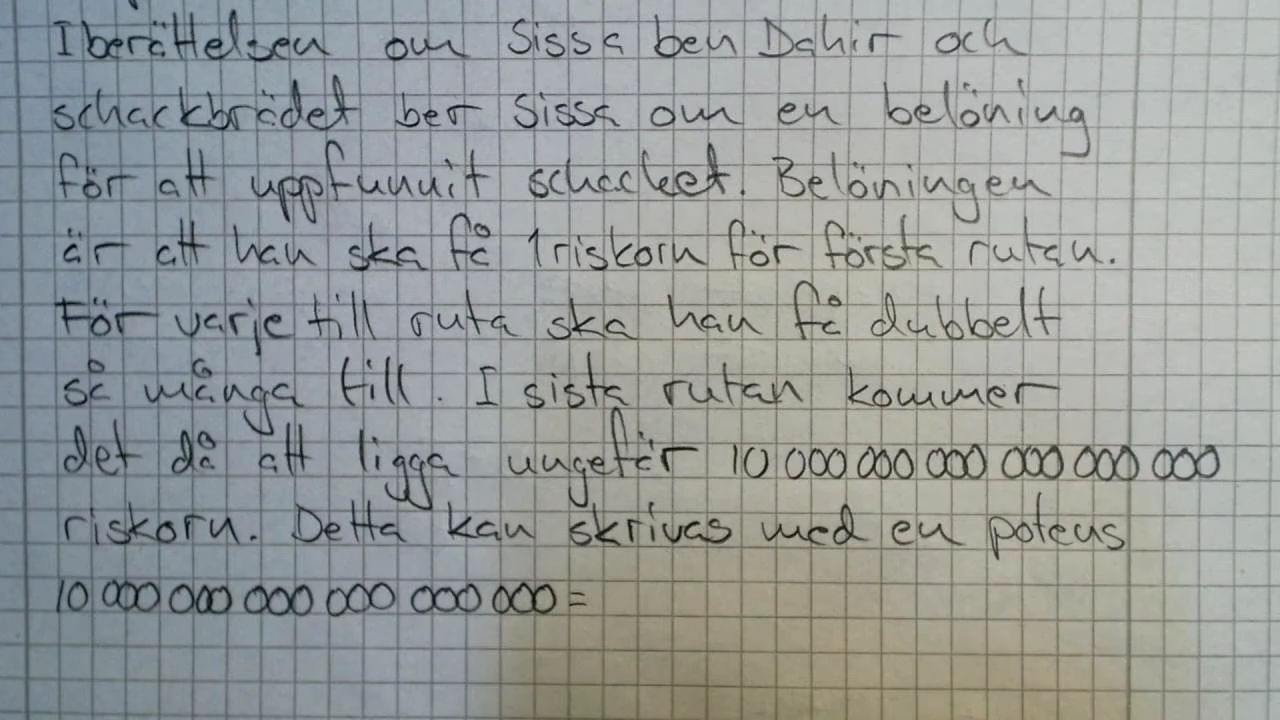 I berättelsen om Sissa ben Dahir och
schackbrädet ber Sissa om en belöning
för att uppfunnit schacket. Belöningen
är att han ska få 1 riskorn för första rutan.
För varje till ruta ska han få dubbelt
så många till. I sista rutan kommer
det då att ligga ungefär 10 000 000 000 000 000 000
riskorn. Detta kan skrivas med en potens
10 000 000 000 000 000 000 =